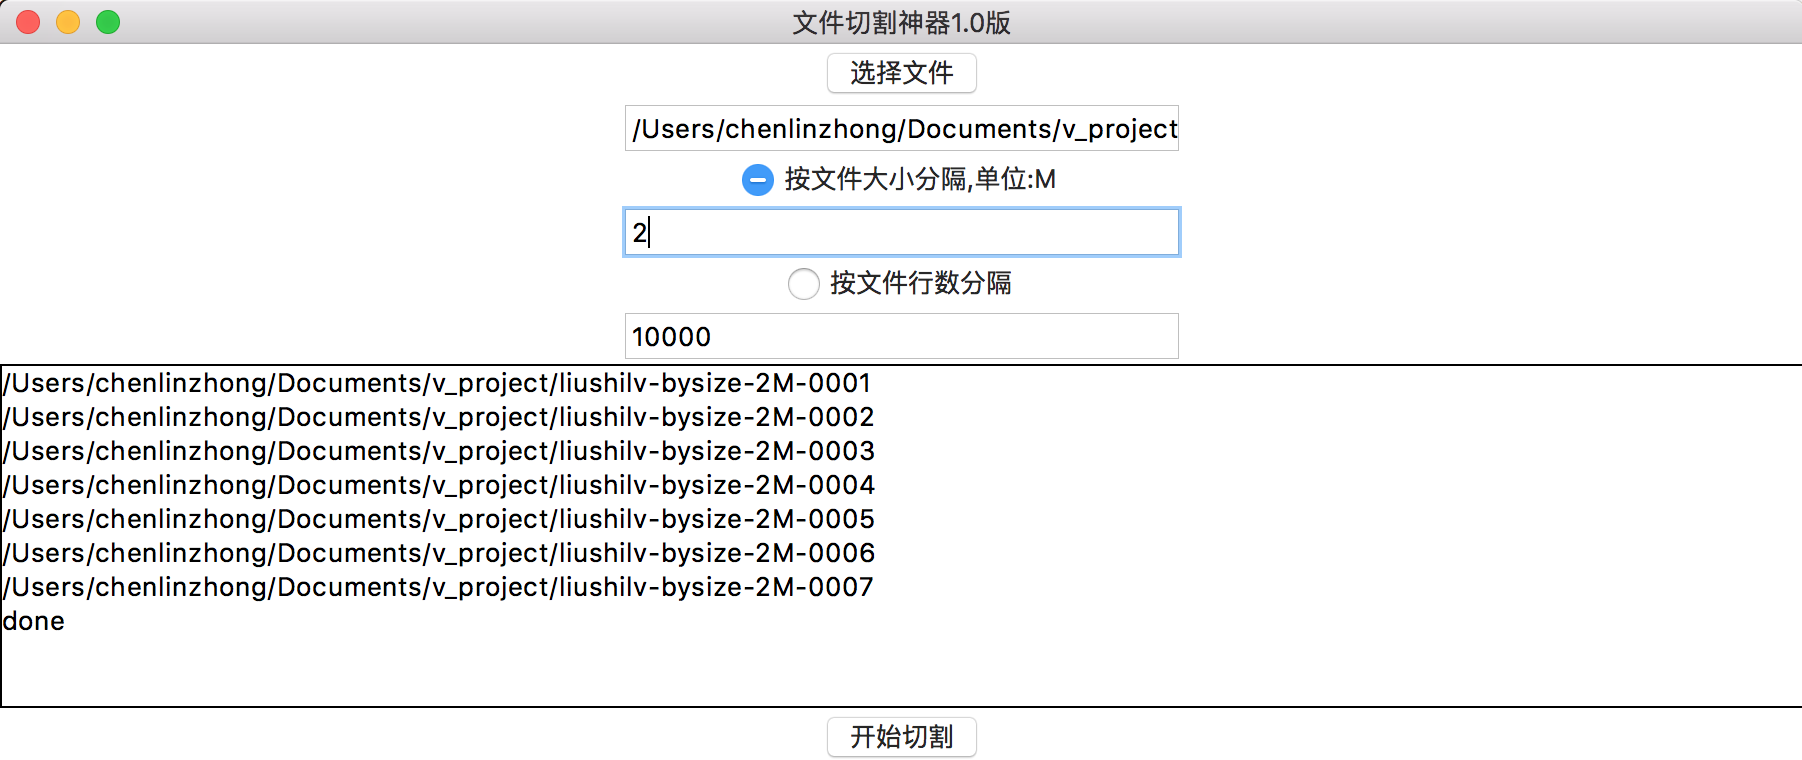 文件切割神器1.0版
选择文件
/Users/chenlinzhong/Documents/v_project
按文件大小分隔,单位:M
2
按文件行数分隔
10000
/Users/chenlinzhong/Documents/v_project/liushilv-bysize-2M-0001
/Users/chenlinzhong/Documents/v_project/liushilv-bysize-2M-0002
/Users/chenlinzhong/Documents/v_project/liushilv-bysize-2M-0003
/Users/chenlinzhong/Documents/v_project/liushilv-bysize-2M-0004
/Users/chenlinzhong/Documents/v_project/liushilv-bysize-2M-0005
/Users/chenlinzhong/Documents/v_project/liushilv-bysize-2M-0006
/Users/chenlinzhong/Documents/v_project/liushilv-bysize-2M-0007
done
开始切割